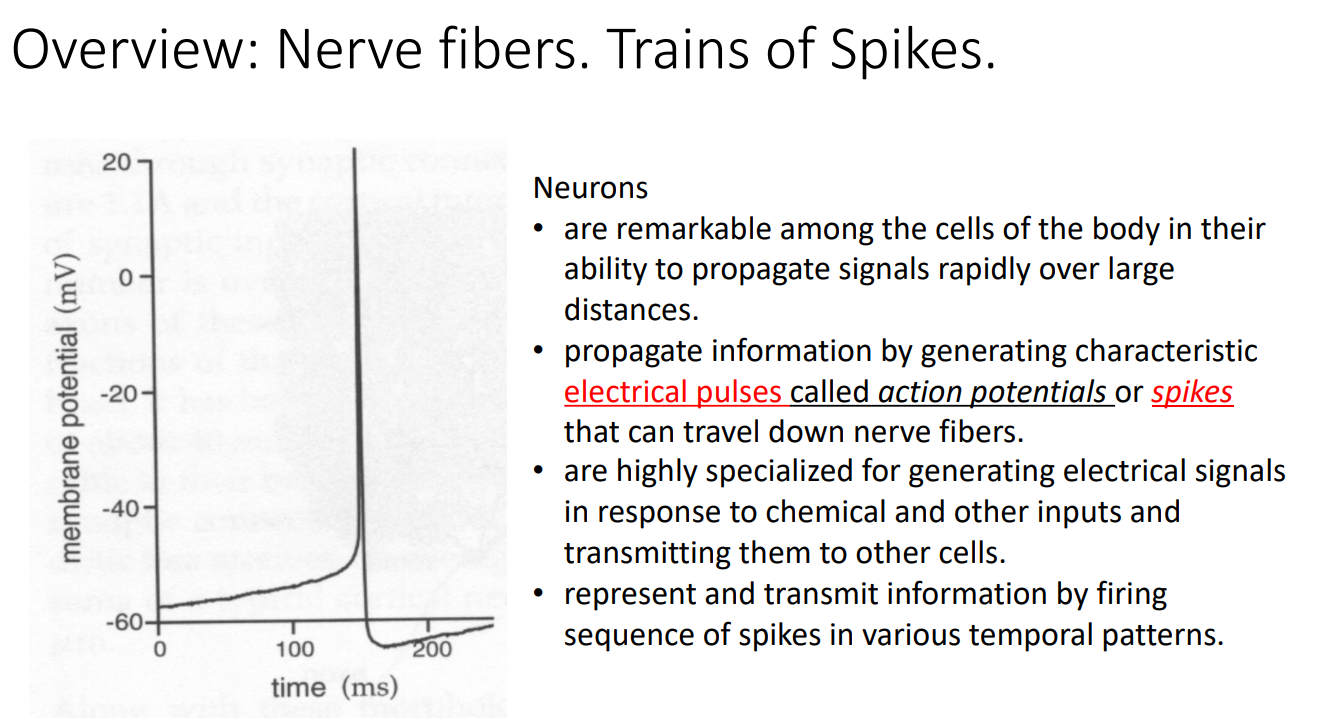 Overview: Nerve fibers. Trains of Spikes.
20
0
-20
-40
-60
membrane potential (mV)
0
100
200
time (ms)
Neurons
• are remarkable among the cells of the body in their
ability to propagate signals rapidly over large
distances.
• propagate information by generating characteristic
electrical pulses called action potentials or spikes
that can travel down nerve fibers.
• are highly specialized for generating electrical signals
in response to chemical and other inputs and
transmitting them to other cells.
• represent and transmit information by firing
sequence of spikes in various temporal patterns.